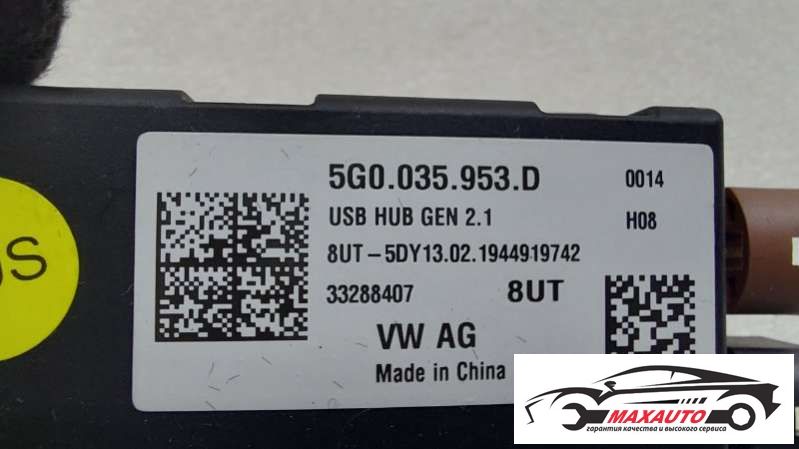 5G0.035.953.D 0014
USB HUB GEN 2.1 H08
8UT-5DY13.02.1944919742
33288407 8UT
VW AG
Made in China
MAXAUTO
гарантия качества и высокого сервиса